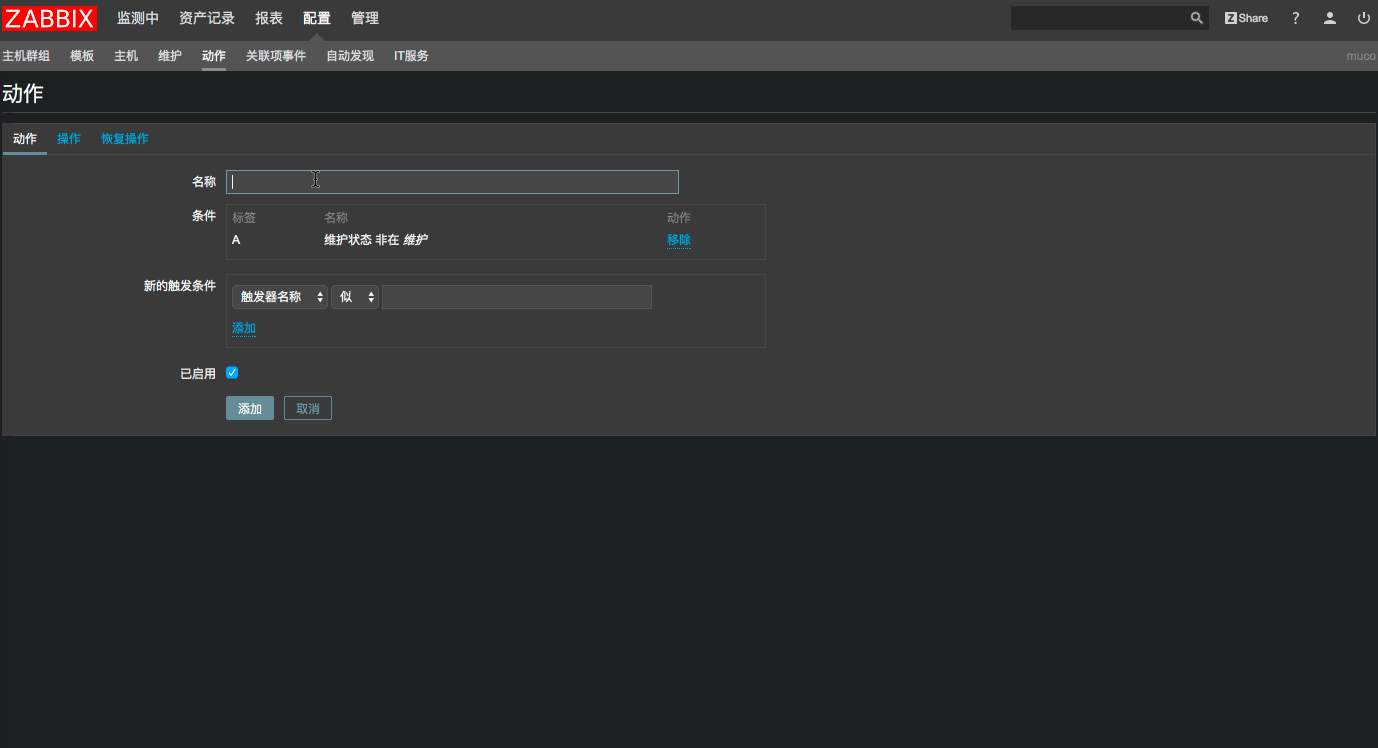 ZABBIX 监测中 资产记录 报表 配置 管理 Z Share ?
主机群组 模板 主机 维护 动作 关联项事件 自动发现 IT服务 muco
动作
动作 操作 恢复操作
名称
条件 标签 名称 动作
A 维护状态 非在 维护 移除
新的触发条件 触发器名称 似
添加
已启用
添加 取消